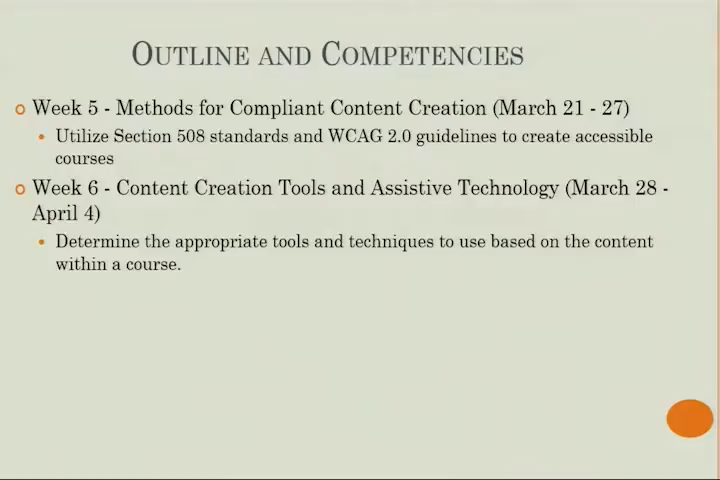 OUTLINE AND COMPETENCIES
Week 5 - Methods for Compliant Content Creation (March 21 - 27)
Utilize Section 508 standards and WCAG 2.0 guidelines to create accessible
courses
Week 6 - Content Creation Tools and Assistive Technology (March 28 -
April 4)
Determine the appropriate tools and techniques to use based on the content
within a course.